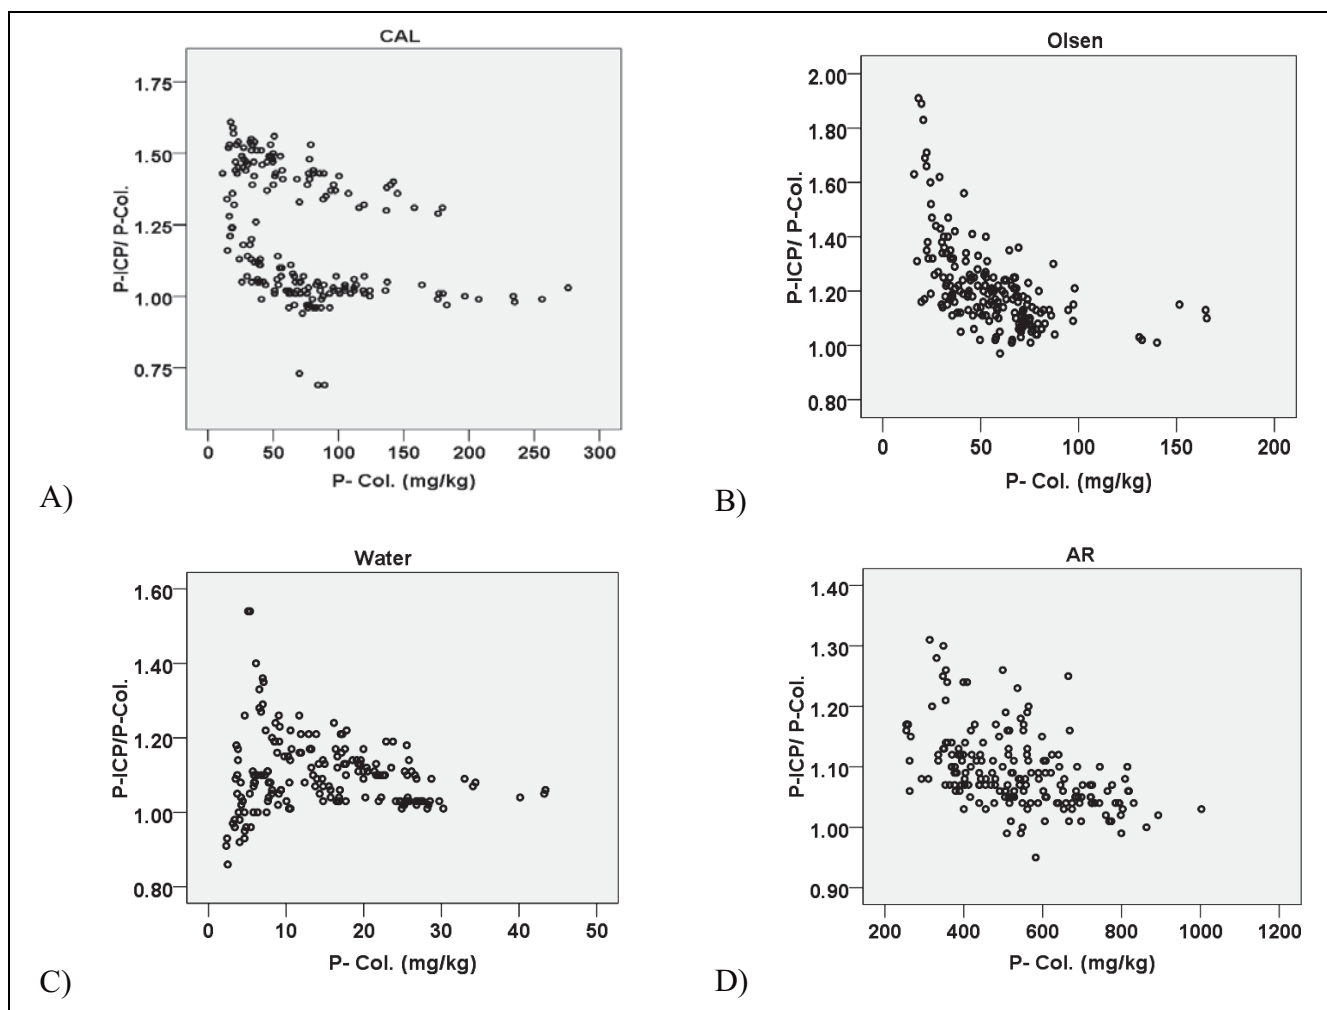 CAL
1.75
1.50
1.25
1.00
0.75
P-ICP/ P-Col.
0 50 100 150 200 250 300
P- Col. (mg/kg)
A)
Olsen
2.00
1.80
1.60
1.40
1.20
1.00
0.80
P-ICP/ P-Col.
0 50 100 150 200
P- Col. (mg/kg)
B)
Water
1.60
1.40
1.20
1.00
0.80
P-ICP/P-Col.
0 10 20 30 40 50
P- Col. (mg/kg)
C)
AR
1.40
1.30
1.20
1.10
1.00
0.90
P-ICP/ P-Col.
200 400 600 800 1000 1200
P- Col. (mg/kg)
D)